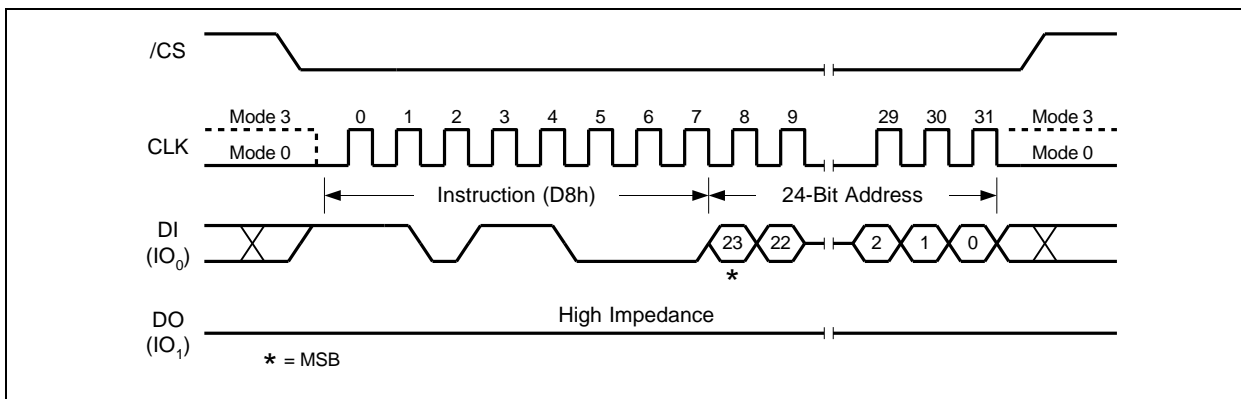 /CS
Mode 3 0 1 2 3 4 5 6 7 8 9 29 30 31 Mode 3
CLK
Mode 0 Mode 0
Instruction (D8h) 24-Bit Address
DI
(IO0)
23 22 2 1 0
*
High Impedance
DO
(IO1)
* = MSB